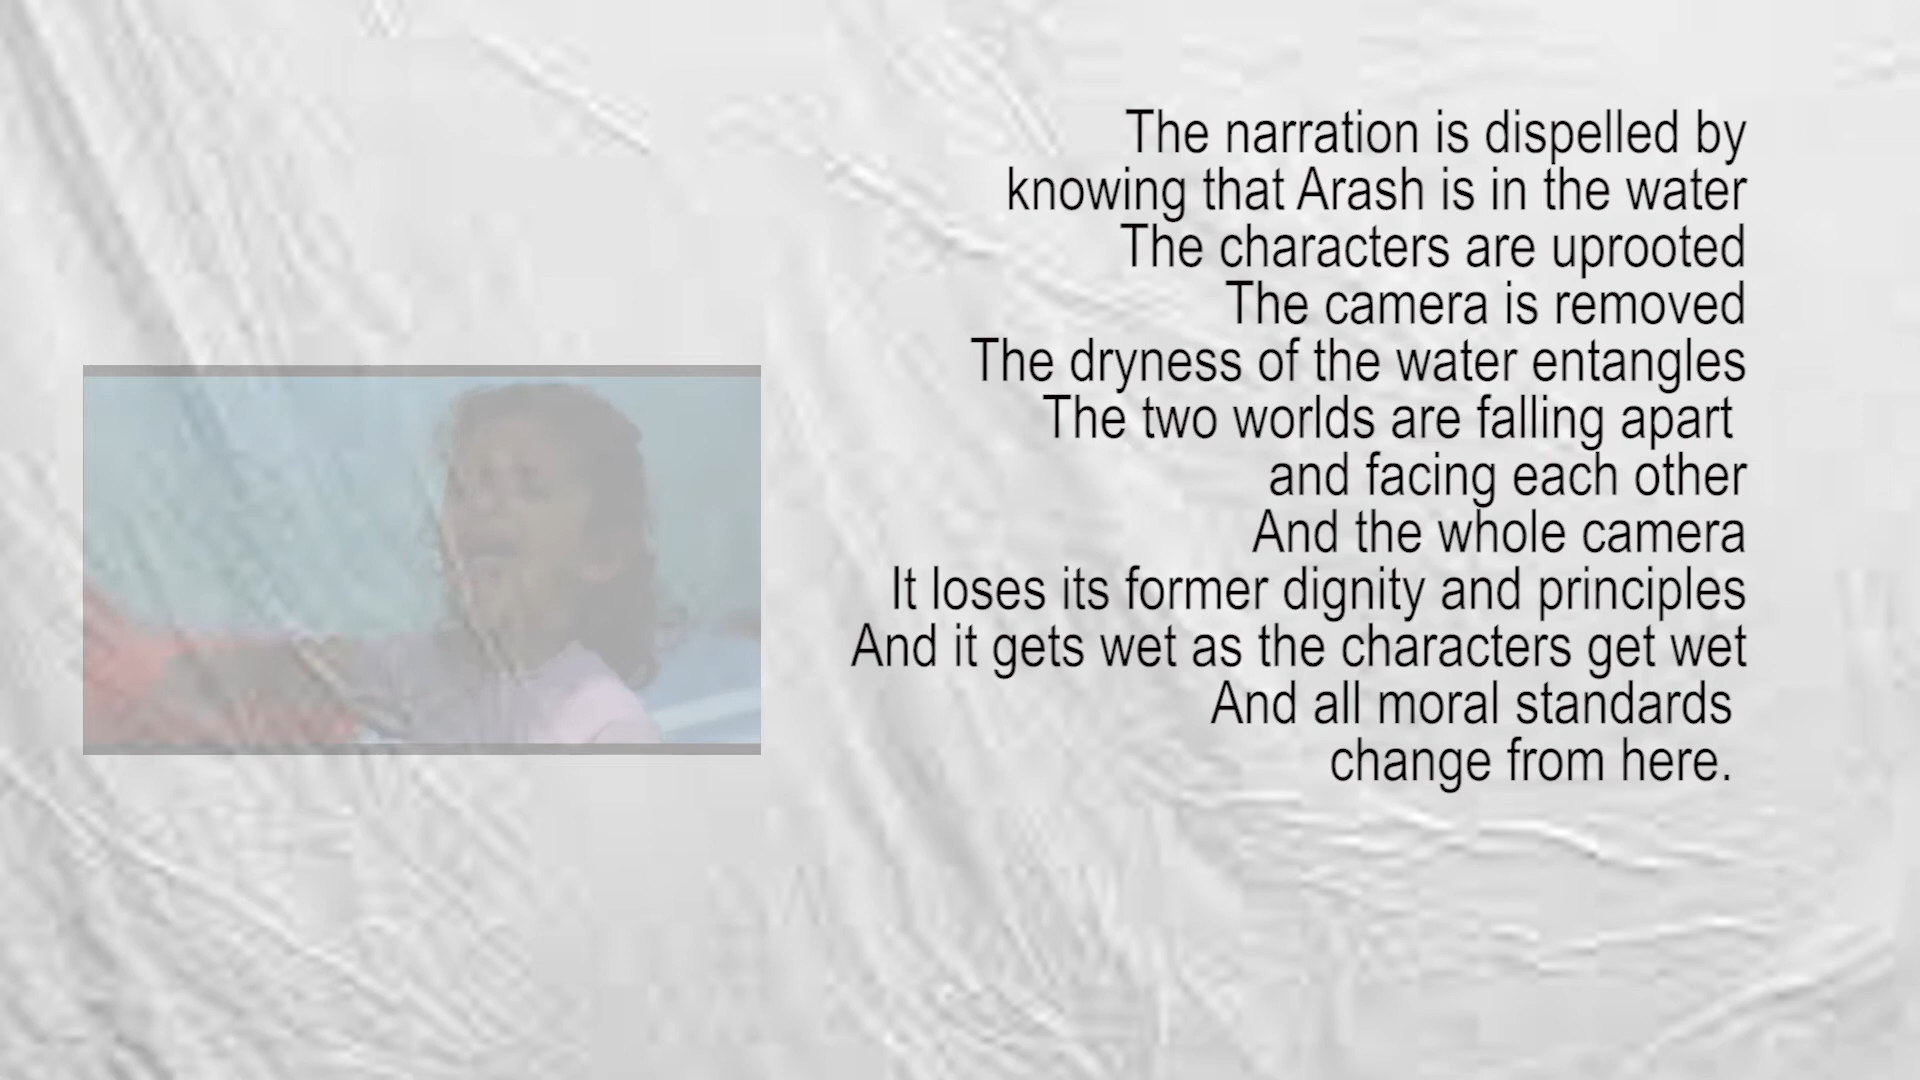 The narration is dispelled by
knowing that Arash is in the water
The characters are uprooted
The camera is removed
The dryness of the water entangles
The two worlds are falling apart
and facing each other
And the whole camera
It loses its former dignity and principles
And it gets wet as the characters get wet
And all moral standards
change from here.